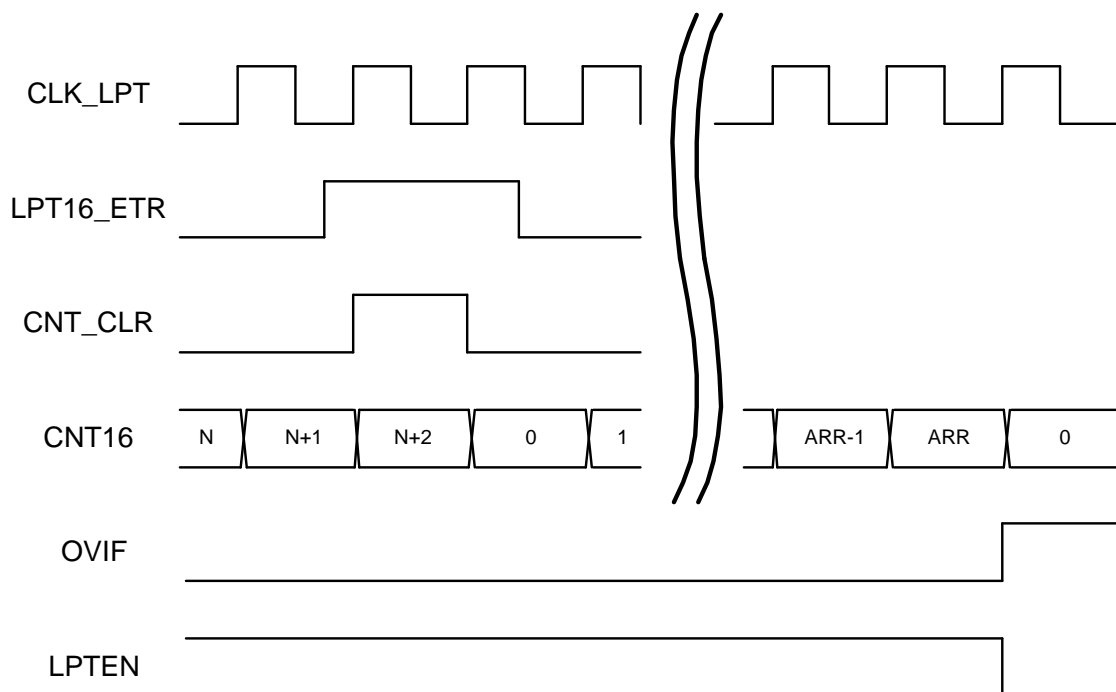 CLK_LPT
LPT16_ETR
CNT_CLR
CNT16 N N+1 N+2 0 1 ARR-1 ARR 0
OVIF
LPTEN